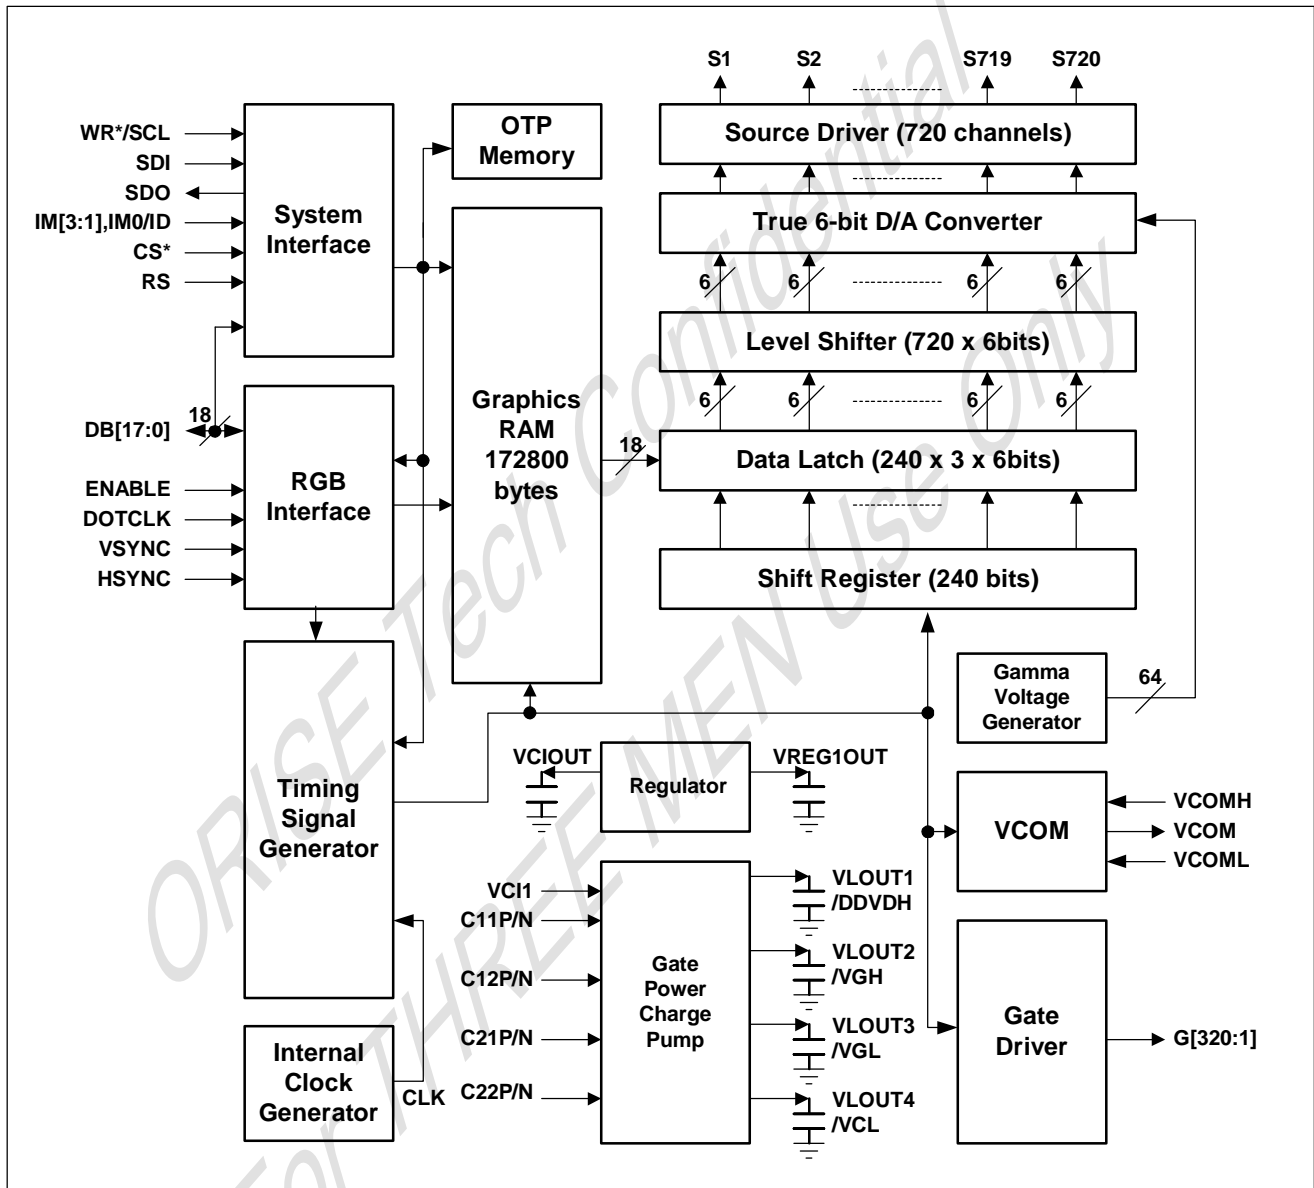 S1
S2
S719
S720
Source Driver (720 channels)
True 6-bit D/A Converter
6
6
6
6
Level Shifter (720 x 6bits)
6
6
6
6
Data Latch (240 x 3 x 6bits)
Shift Register (240 bits)
WR*/SCL
SDI
SDO
IM[3:1],IM0/ID
CS*
RS
System
Interface
OTP
Memory
DB[17:0]
18
ENABLE
DOTCLK
VSYNC
HSYNC
RGB
Interface
Graphics
RAM
172800
bytes
18
Timing
Signal
Generator
Internal
Clock
Generator
CLK
VCIOUT
Regulator
VREG1OUT
VCI1
C11P/N
C12P/N
C21P/N
C22P/N
Gate
Power
Charge
Pump
VLOUT1
/DDVDH
VLOUT2
/VGH
VLOUT3
/VGL
VLOUT4
/VCL
Gamma
Voltage
Generator
64
VCOM
VCOMH
VCOM
VCOML
Gate
Driver
G[320:1]
ORISE Tech Confidential
For THREE MEN Use Only